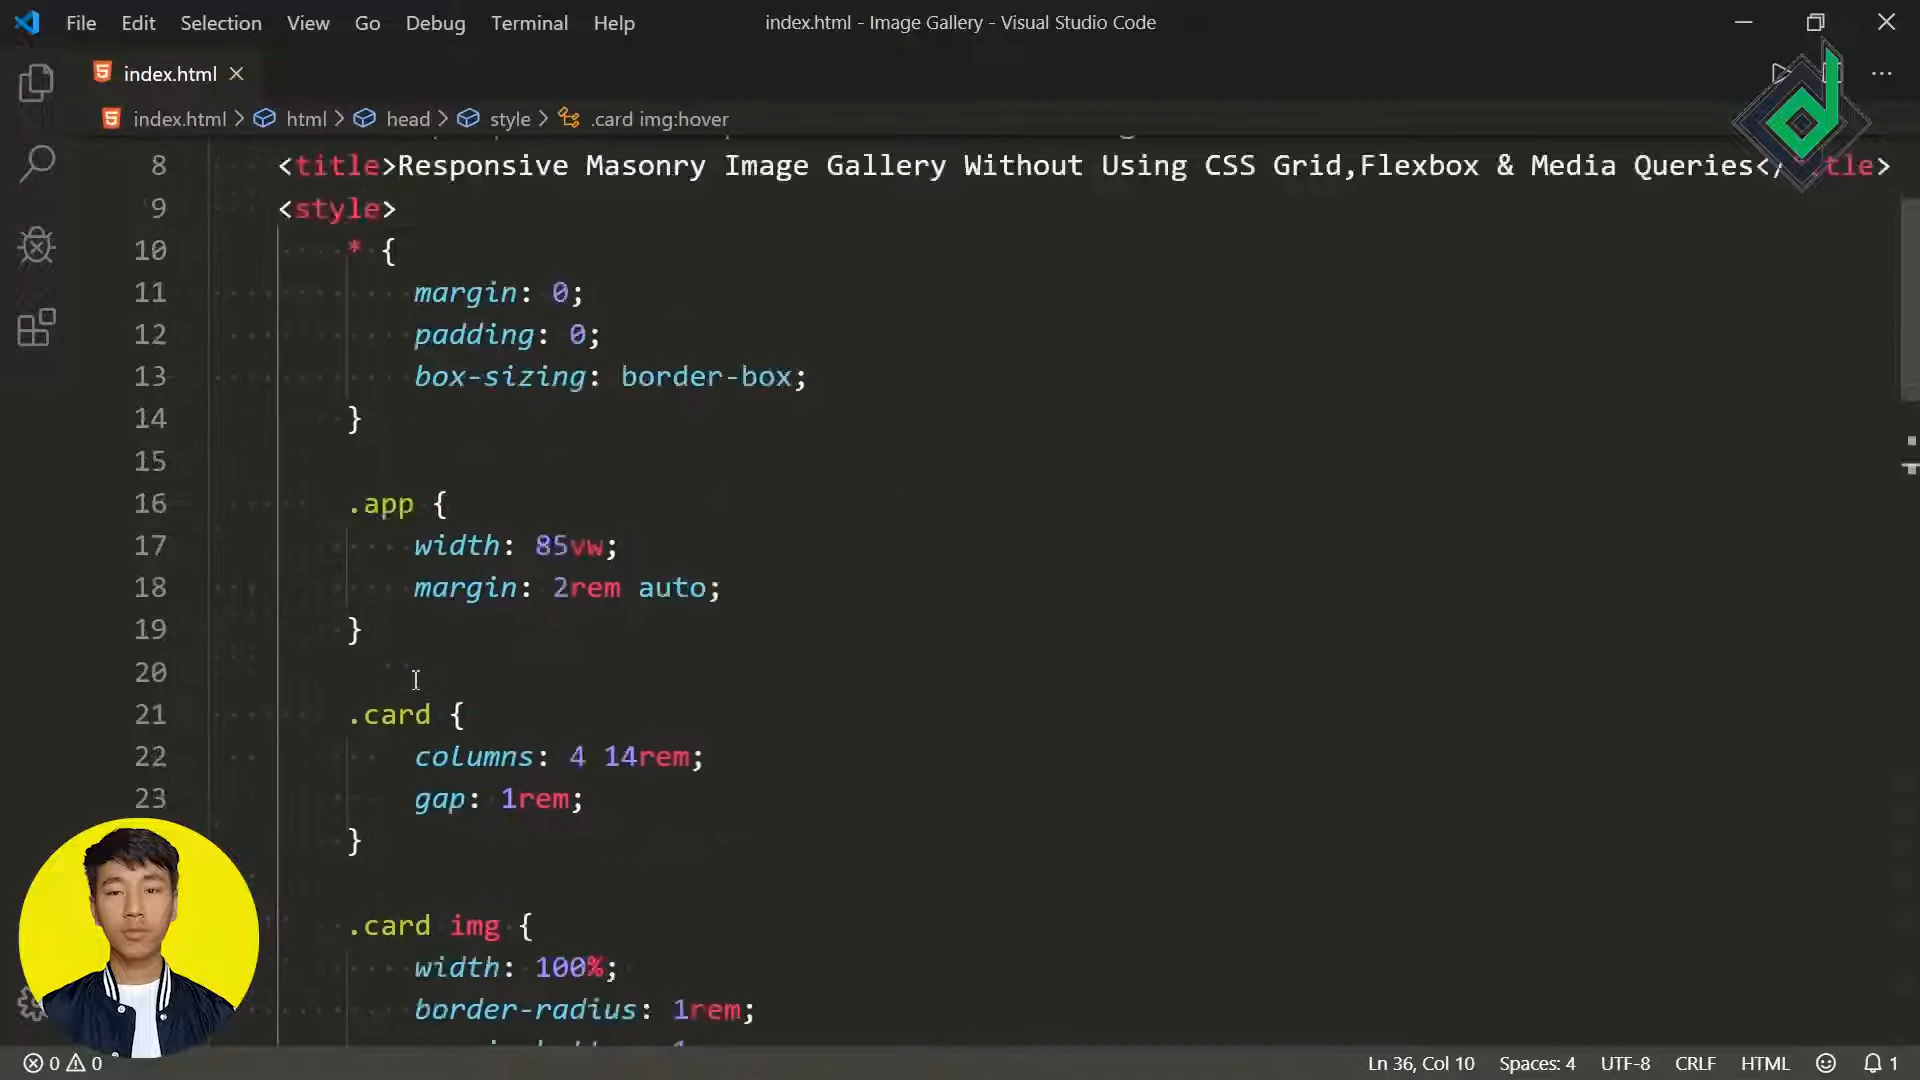 File Edit Selection View Go Debug Terminal Help index.html - Image Gallery - Visual Studio Code
index.html
index.html > html > head > style > .card img:hover
8 <title>Responsive Masonry Image Gallery Without Using CSS Grid,Flexbox & Media Queries</title>
9 <style>
10 * {
11 margin: 0;
12 padding: 0;
13 box-sizing: border-box;
14 }
15
16 .app {
17 width: 85vw;
18 margin: 2rem auto;
19 }
20
21 .card {
22 columns: 4 14rem;
23 gap: 1rem;
}
.card img {
width: 100%;
border-radius: 1rem;
0 0 Ln 36, Col 10 Spaces: 4 UTF-8 CRLF HTML 1